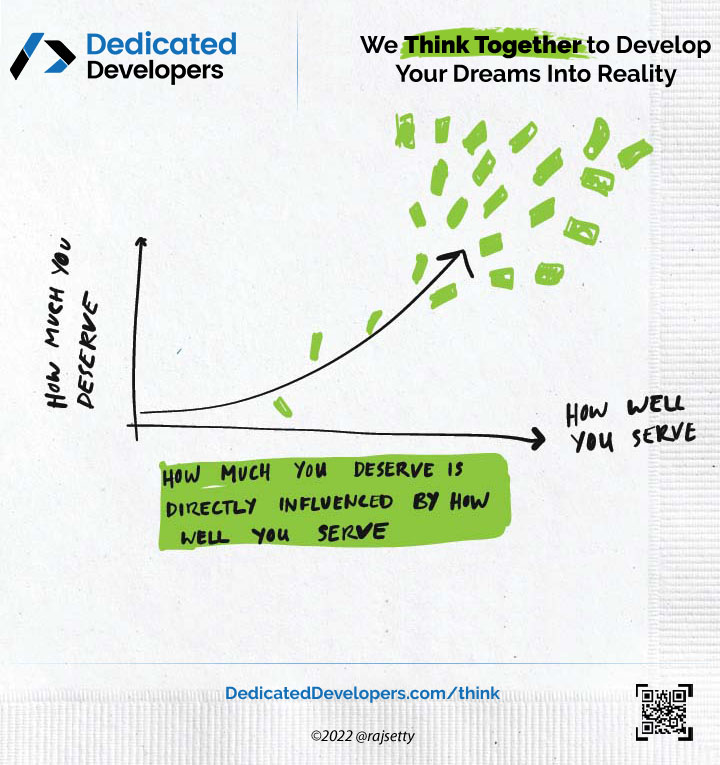 Dedicated
Developers
We Think Together to Develop
Your Dreams Into Reality
HOW MUCH YOU
DESERVE
HOW WELL
YOU SERVE
HOW MUCH YOU DESERVE IS
DIRECTLY INFLUENCED BY HOW
WELL YOU SERVE
DedicatedDevelopers.com/think
©2022 @rajsetty